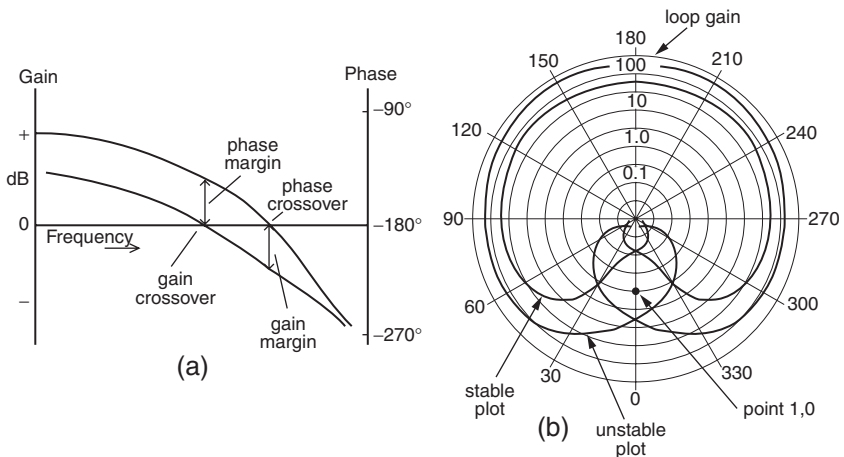 Gain
Phase
+
dB
0
−
Frequency
phase
margin
phase
crossover
gain
crossover
gain
margin
−90°
−180°
−270°
(a)
loop gain
180
150
210
100
10
1.0
0.1
120
240
90
270
60
300
30
330
0
stable
plot
unstable
plot
point 1,0
(b)